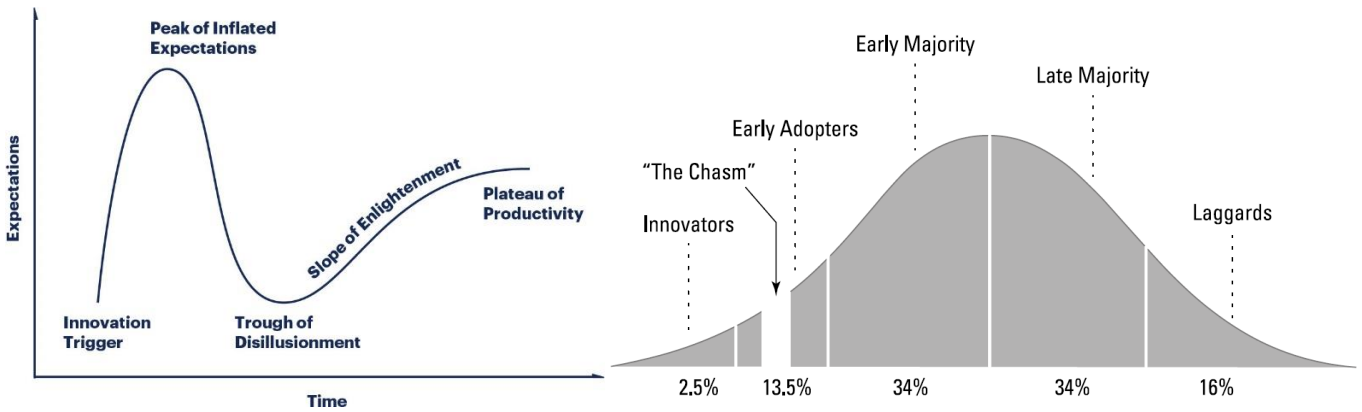 Peak of Inflated
Expectations
Expectations
Slope of Enlightenment
Plateau of
Productivity
Innovation
Trigger
Trough of
Disillusionment
Time
Early Majority
Late Majority
Early Adopters
“The Chasm”
Innovators
Laggards
2.5%
13.5%
34%
34%
16%